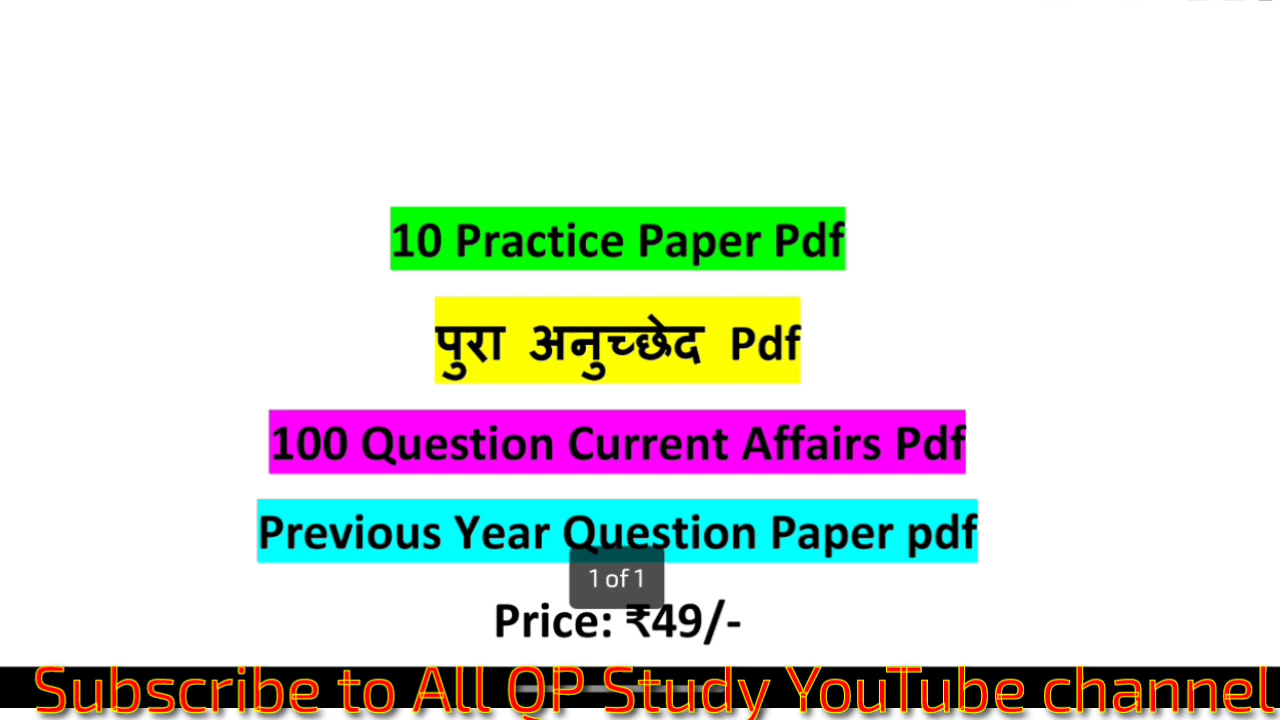 10 Practice Paper Pdf
पुरा अनुच्छेद Pdf
100 Question Current Affairs Pdf
Previous Year Question Paper pdf
1 of 1
Price: ₹49/-
Subscribe to All QP Study YouTube channel